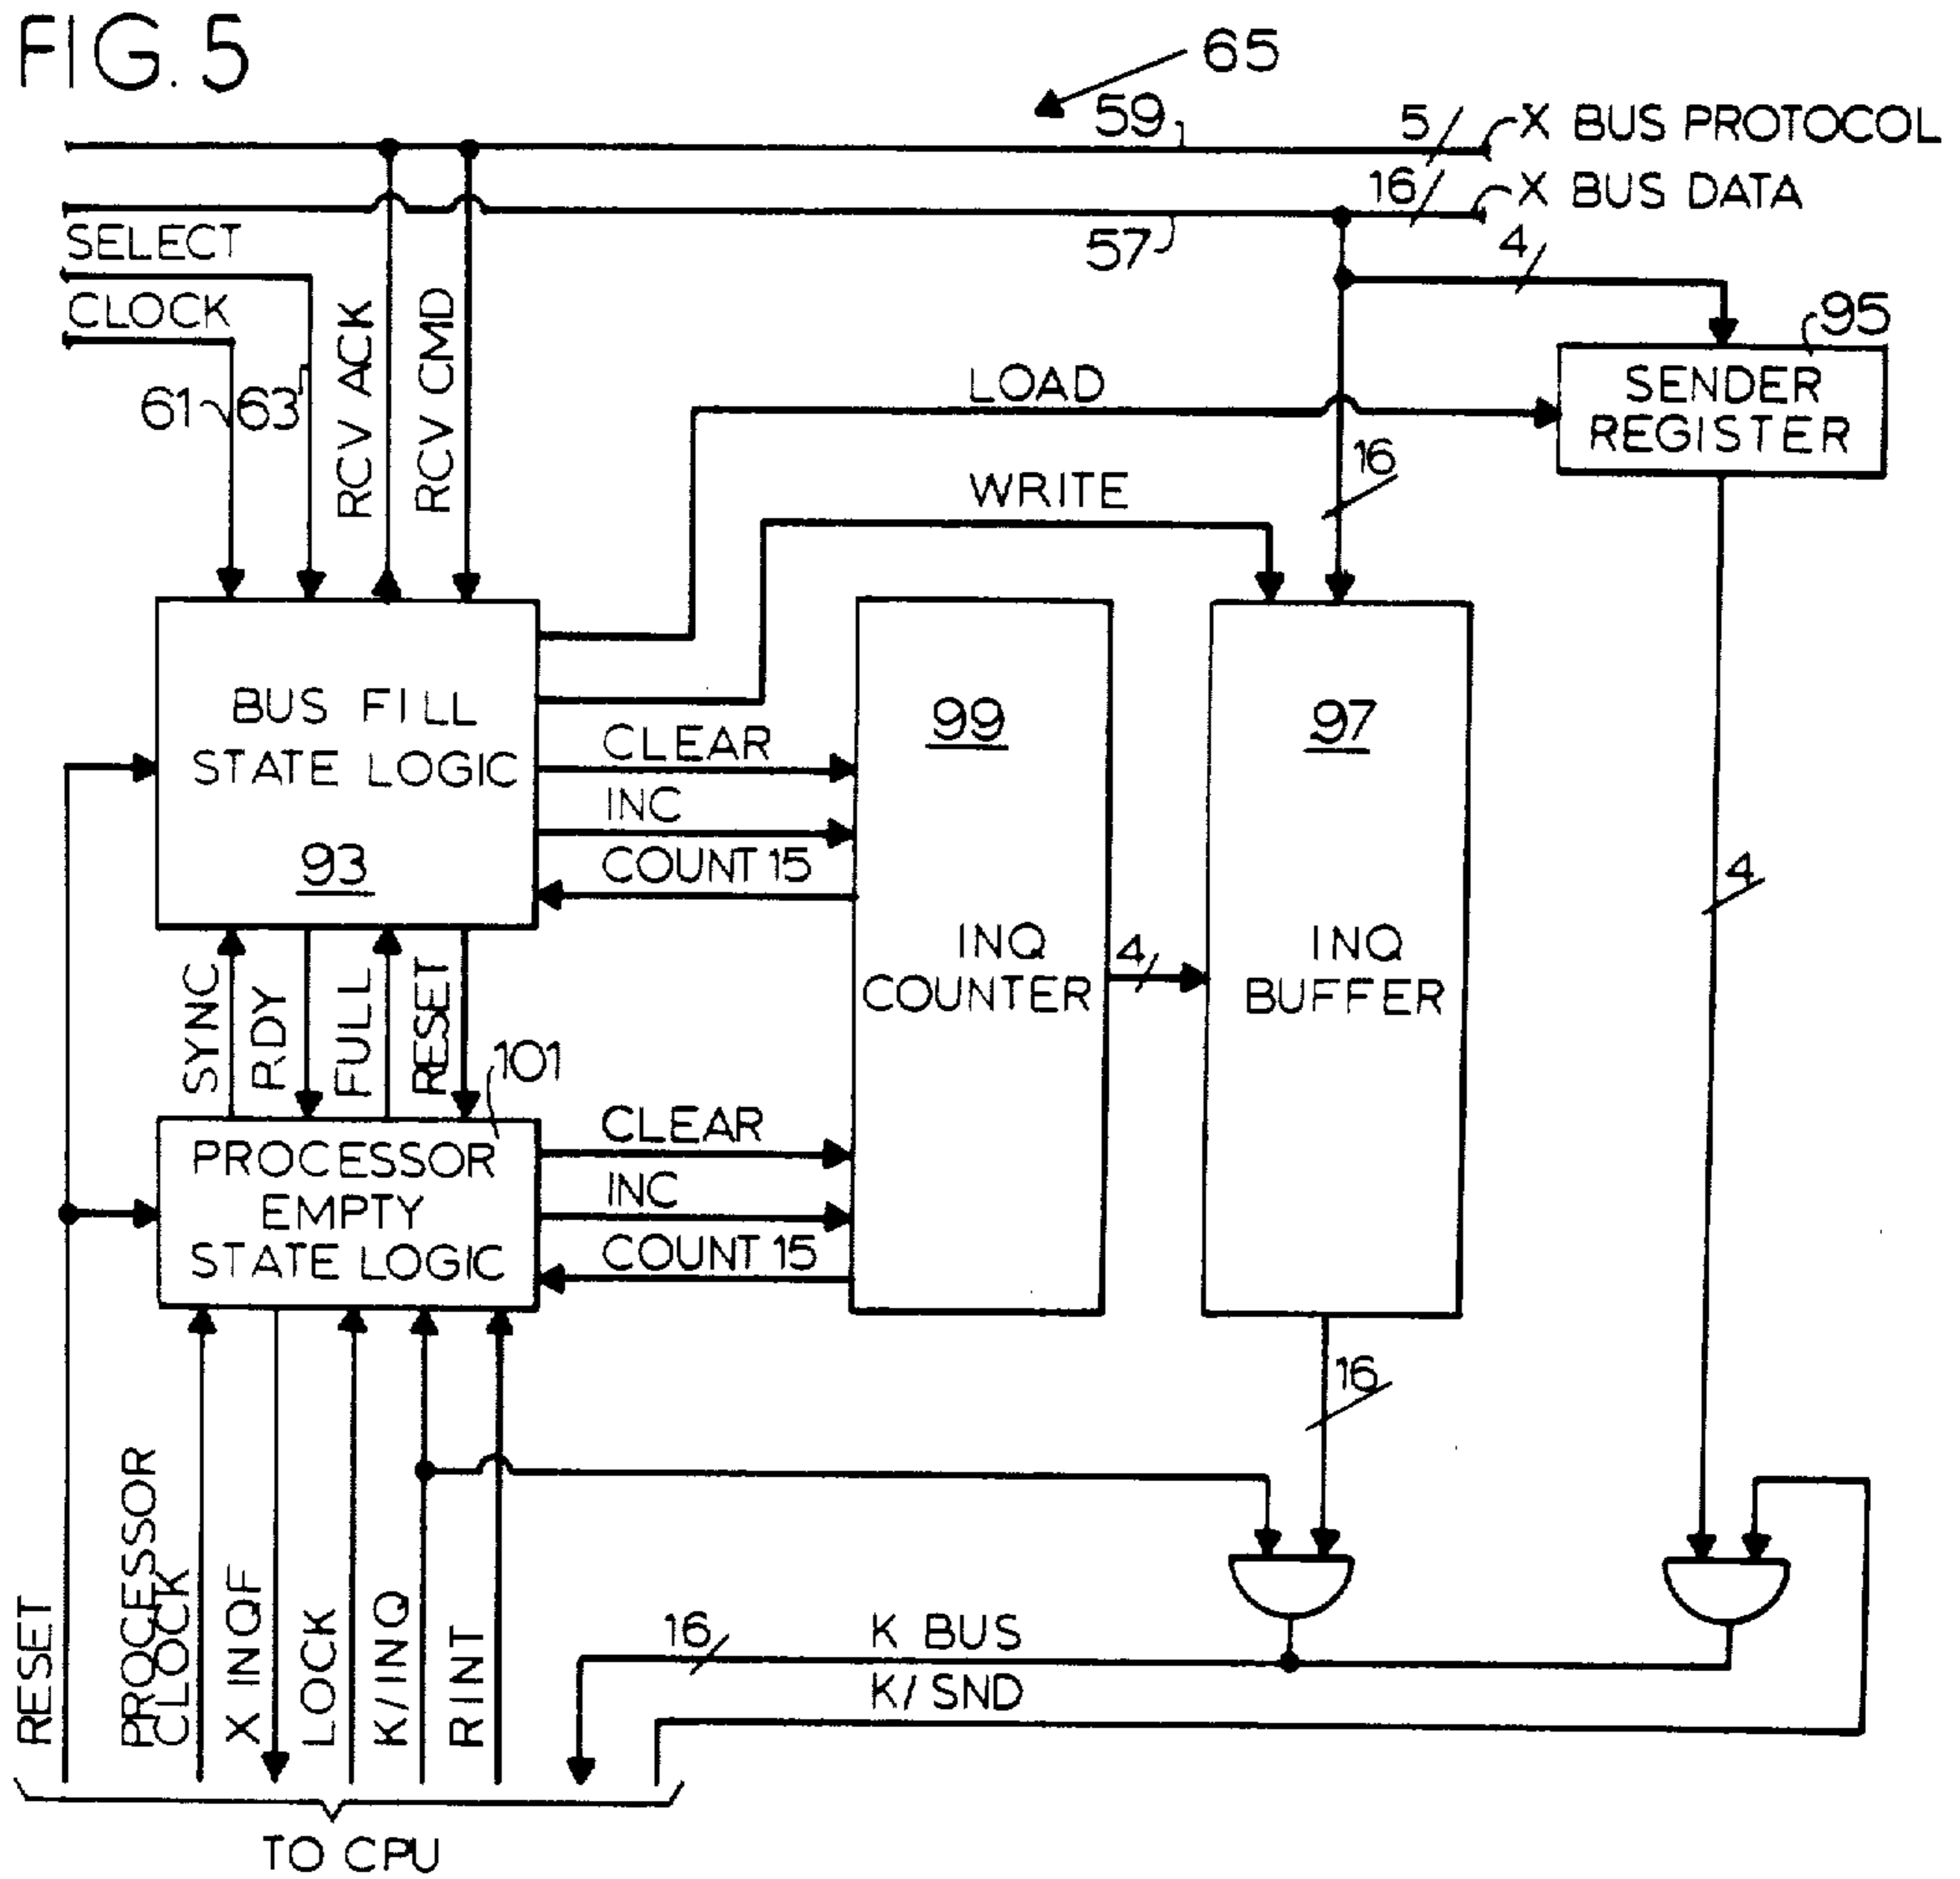 FIG. 5
65
59
5
X BUS PROTOCOL
16
X BUS DATA
57
4
SELECT
CLOCK
61
63
RCV ACK
RCV CMD
LOAD
95
SENDER
REGISTER
16
WRITE
BUS FILL
STATE LOGIC
93
CLEAR
INC
COUNT 15
99
INQ
COUNTER
4
97
INQ
BUFFER
4
SYNC
RDY
FULL
RESET
101
PROCESSOR
EMPTY
STATE LOGIC
CLEAR
INC
COUNT 15
16
RESET
PROCESSOR
CLOCK
X INQF
LOCK
K/INQ
RINT
16
K BUS
K/SND
TO CPU